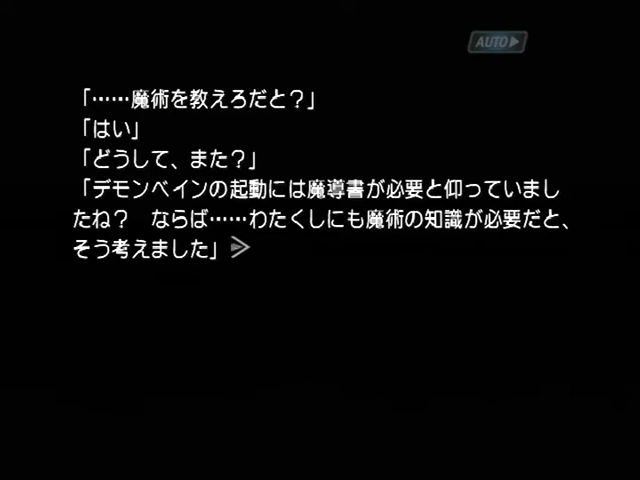 AUTO▶
「……魔術を教えろだと？」
「はい」
「どうして、また？」
「デモンベインの起動には魔導書が必要と仰っていまし
たね？　ならば……わたくしにも魔術の知識が必要だと、
そう考えました」